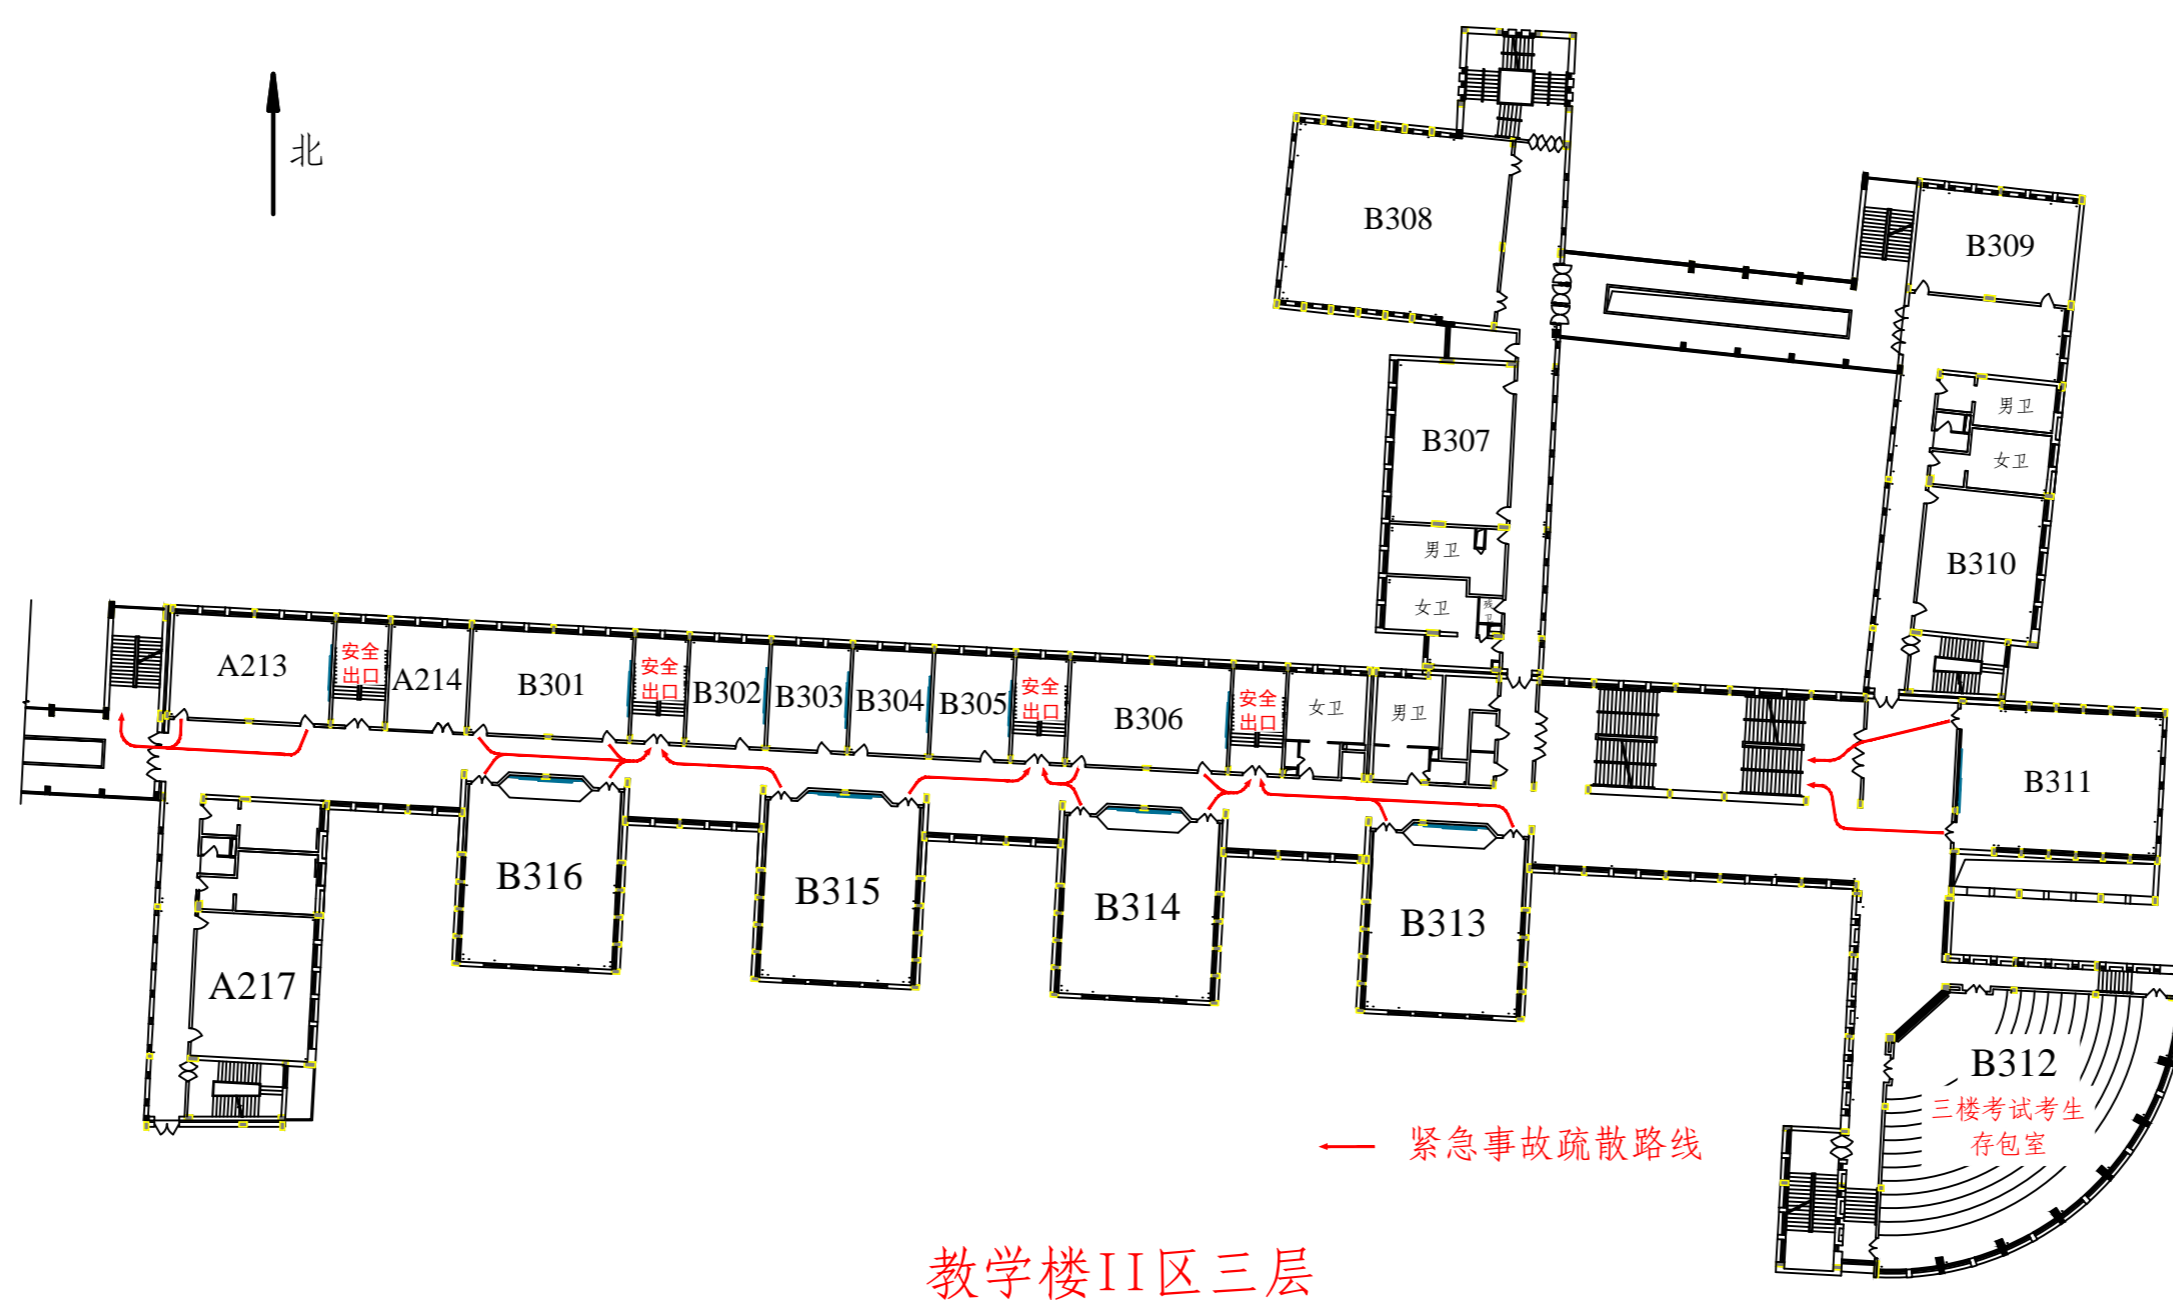 北
B308
B309
B307
男卫
女卫
男卫
女卫
残
卫
B310
A213
安全
出口
A214
B301
安全
出口
B302
B303
B304
B305
安全
出口
B306
安全
出口
女卫
男卫
B311
B316
B315
B314
B313
A217
B312
三楼考试考生
存包室
紧急事故疏散路线
教学楼II区三层